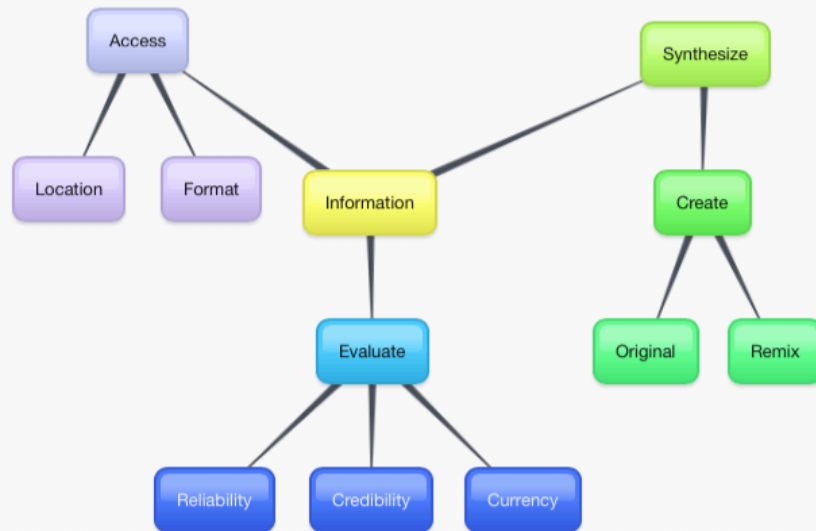 Access
Synthesize
Location
Format
Information
Create
Evaluate
Original
Remix
Reliability
Credibility
Currency